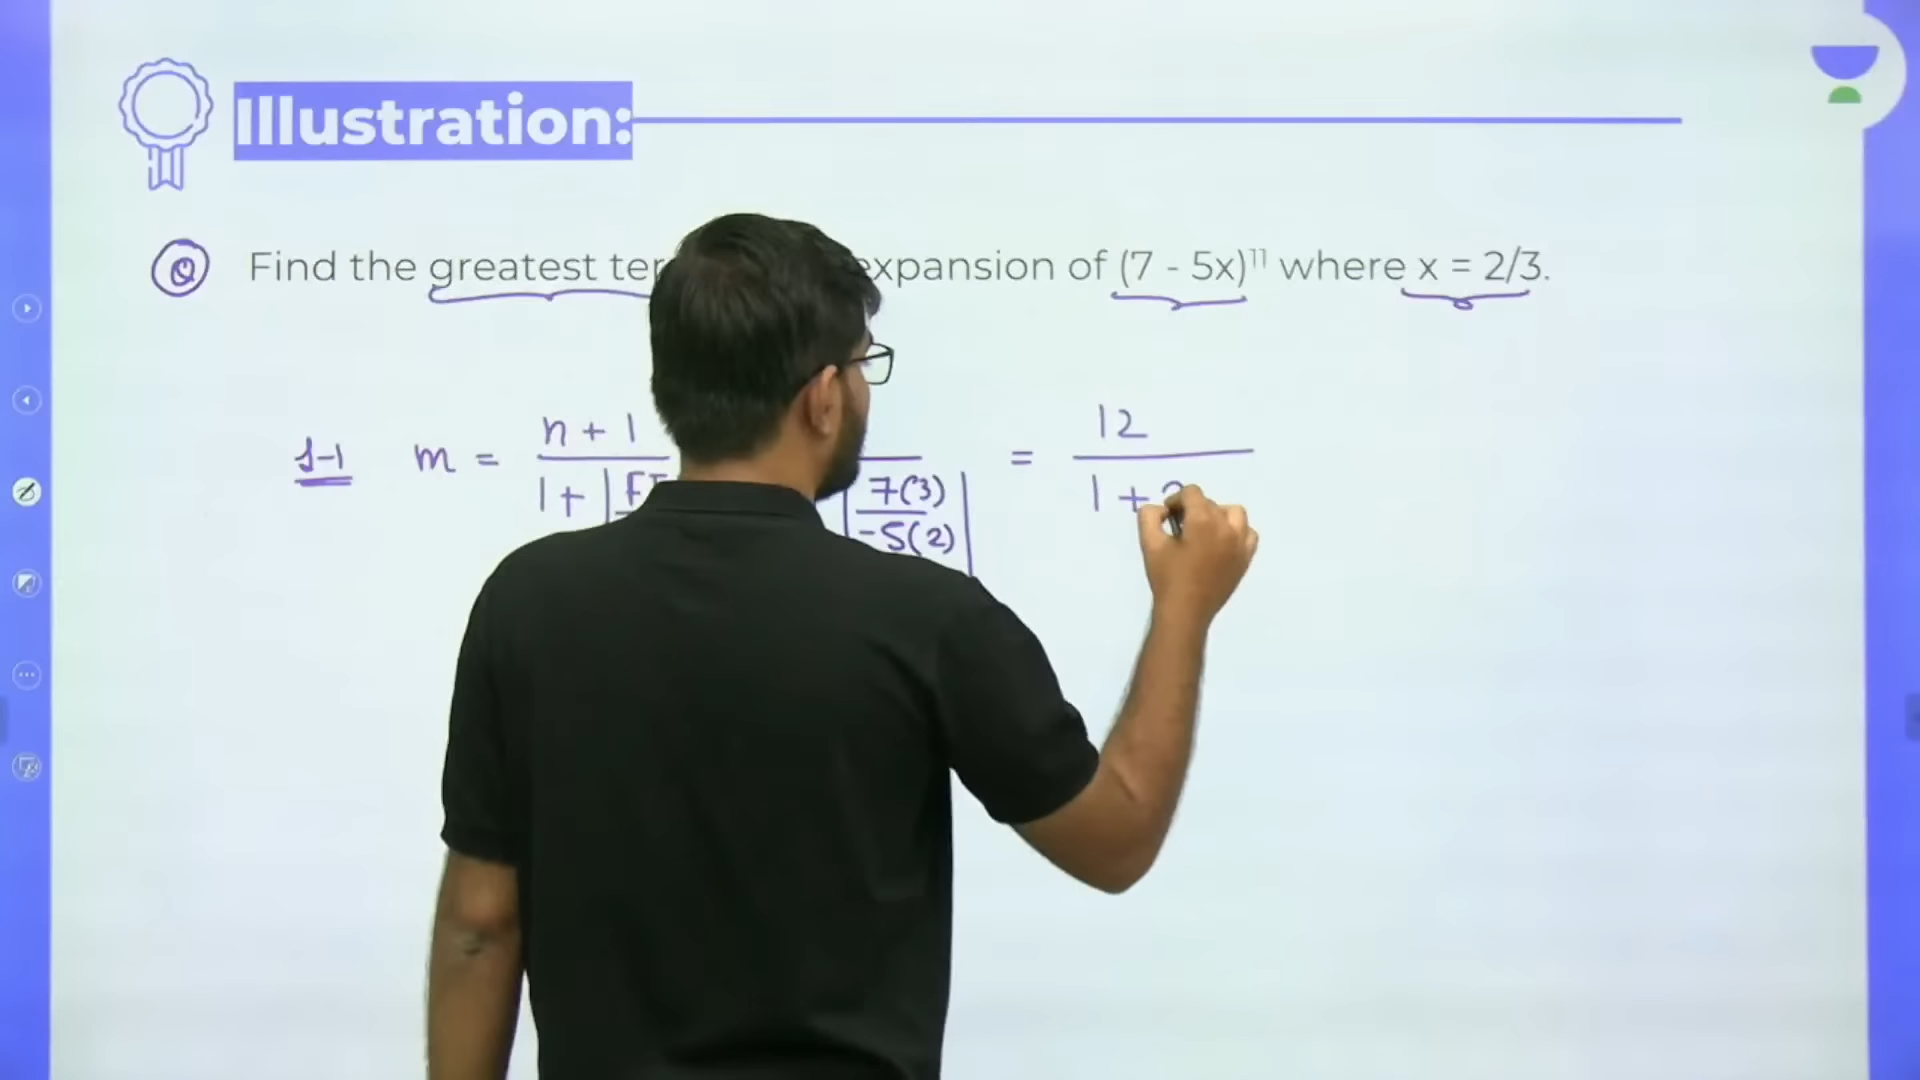 Illustration:
Q Find the greatest expansion of (7 - 5x)¹¹ where x = 2/3.
S-1 m = n + 1 = 12
1 + | 7(3) 1 +
-5(2)